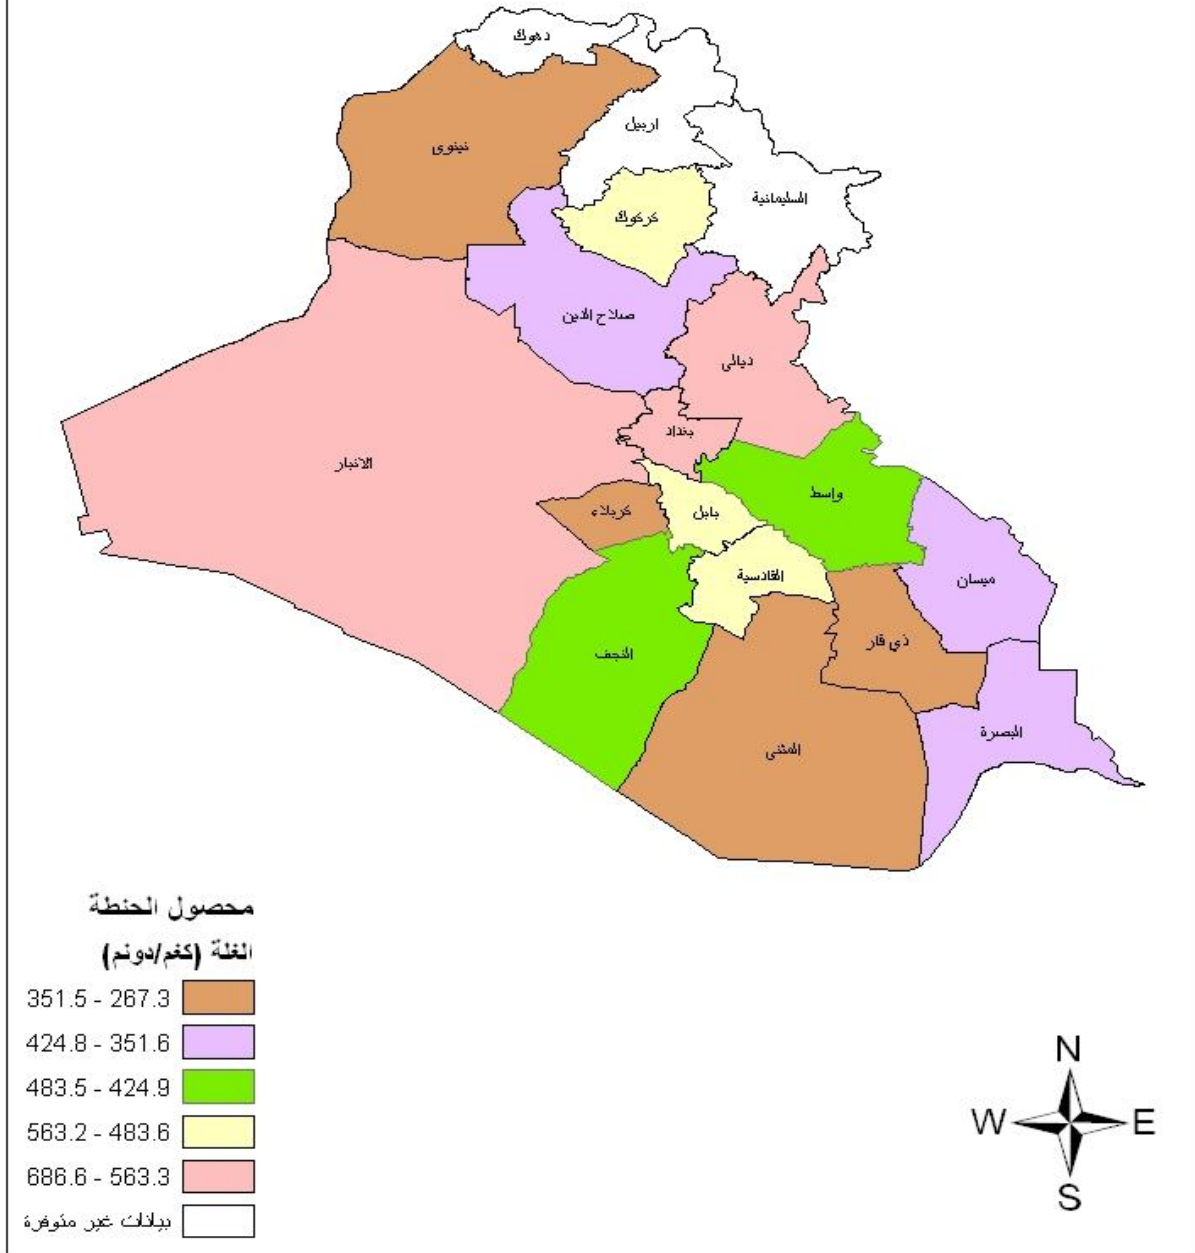 دهوك
اربيل
نينوى
السليمانية
كركوك
صلاح الدين
ديالى
بغداد
الانبار
واسط
كربلاء
بابل
القادسية
ميسان
ذي قار
النجف
البصرة
المثنى
محصول الحنطة
الغلة (كغم/دونم)
351.5 - 267.3
424.8 - 351.6
483.5 - 424.9
563.2 - 483.6
686.6 - 563.3
بيانات غير متوفرة
N
W E
S